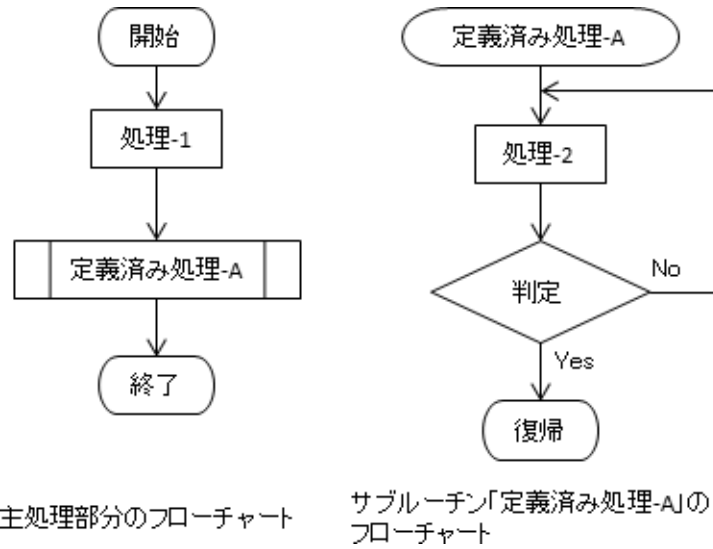 開始
処理-1
定義済み処理-A
終了
主処理部分のフローチャート
定義済み処理-A
処理-2
判定
No
Yes
復帰
サブルーチン「定義済み処理-A」の
フローチャート